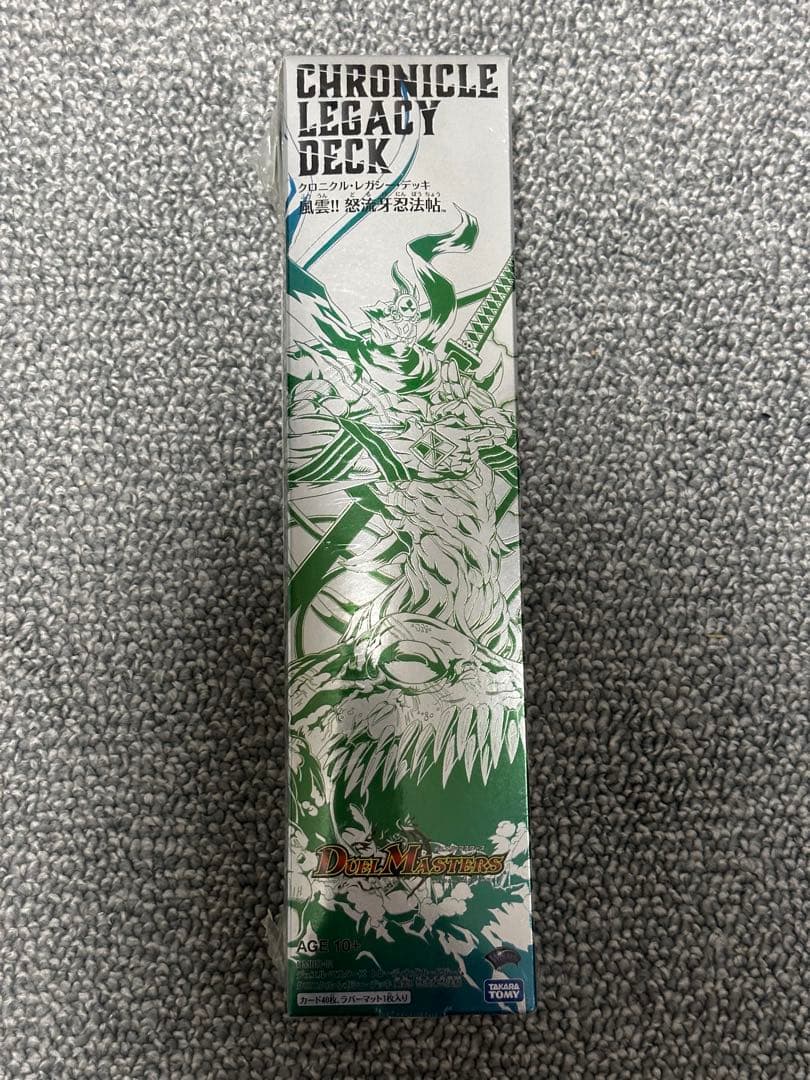 CHRONICLE
LEGACY
DECK
クロニクル・レガシー・デッキ
風雲!! 怒流牙忍法帖™
DUEL MASTERS
AGE 10+
カード40枚、ラバーマット1枚入り
TAKARA
TOMY